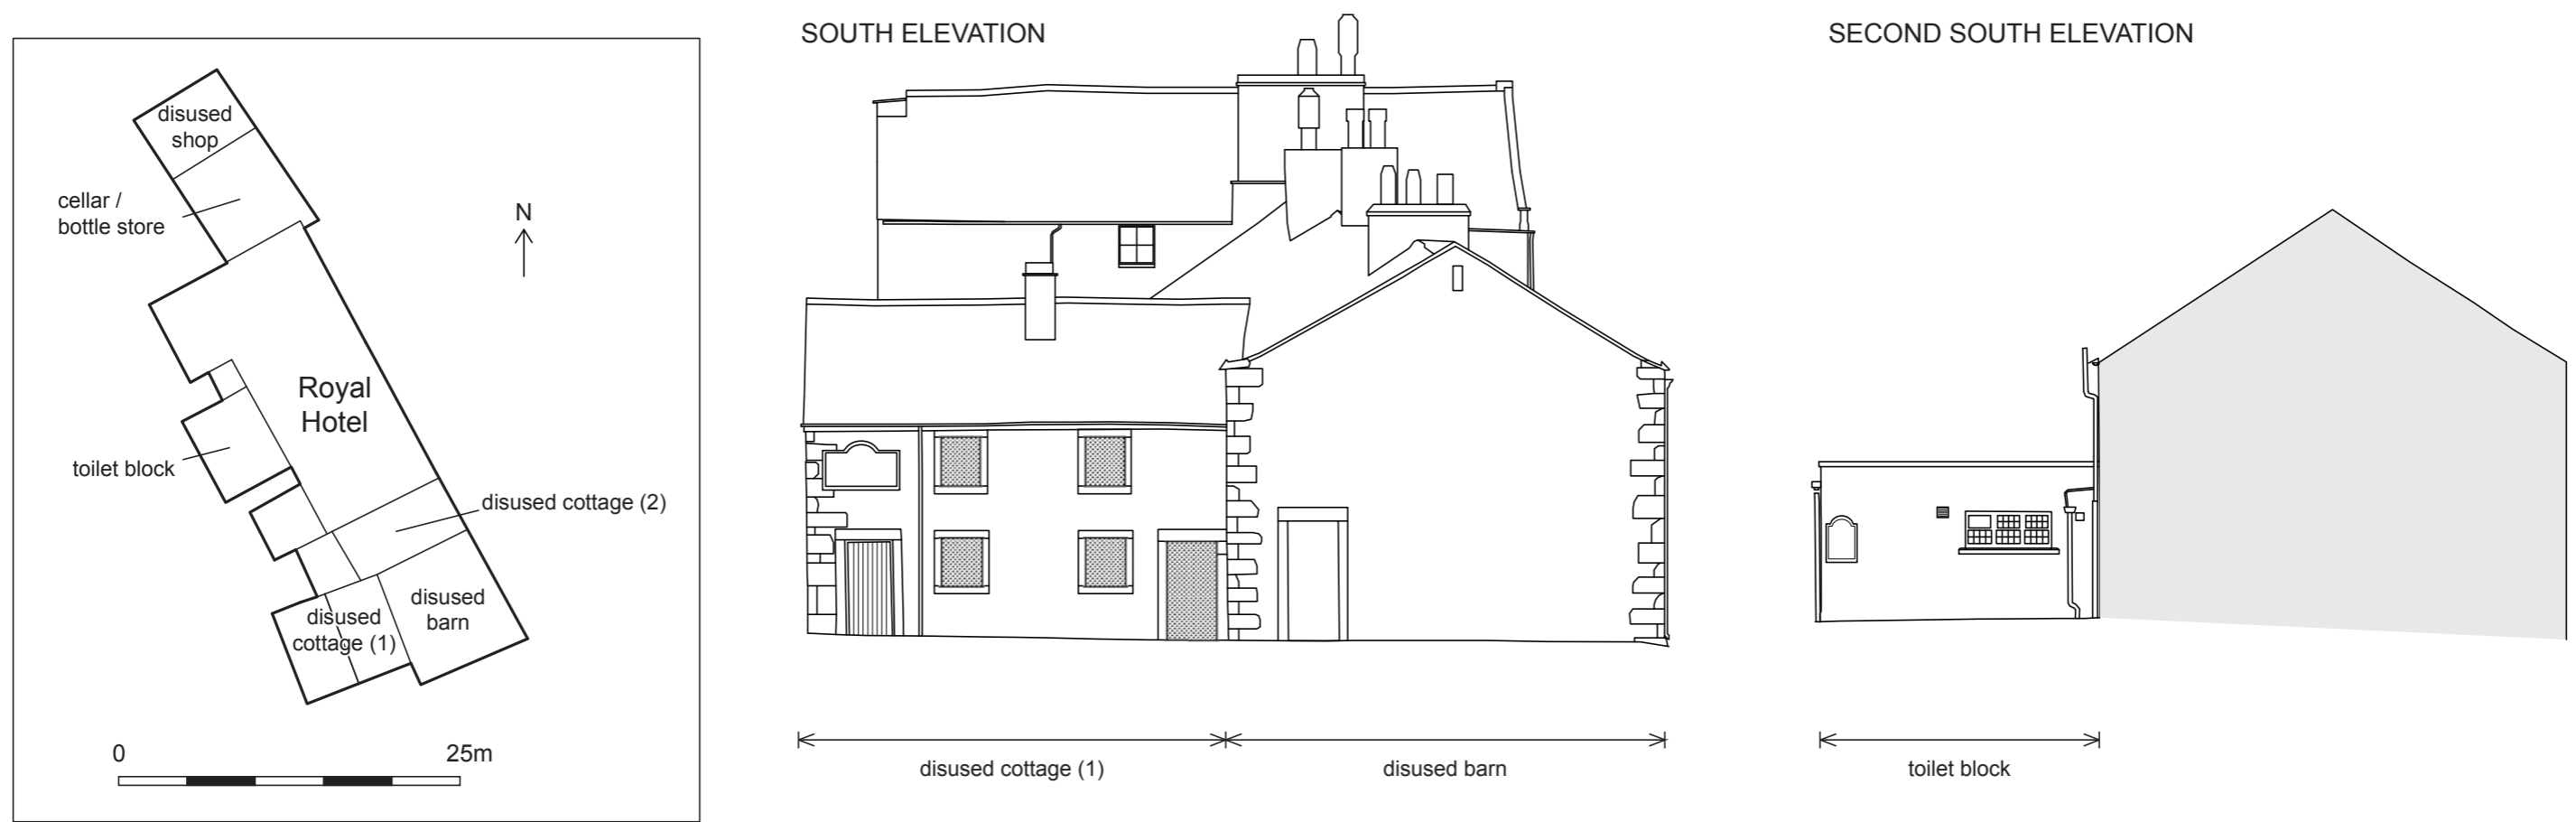 disused
shop
cellar /
bottle store
N
Royal
Hotel
toilet block
disused cottage (2)
disused
cottage (1)
disused
barn
0
25m
SOUTH ELEVATION
disused cottage (1)
disused barn
SECOND SOUTH ELEVATION
toilet block